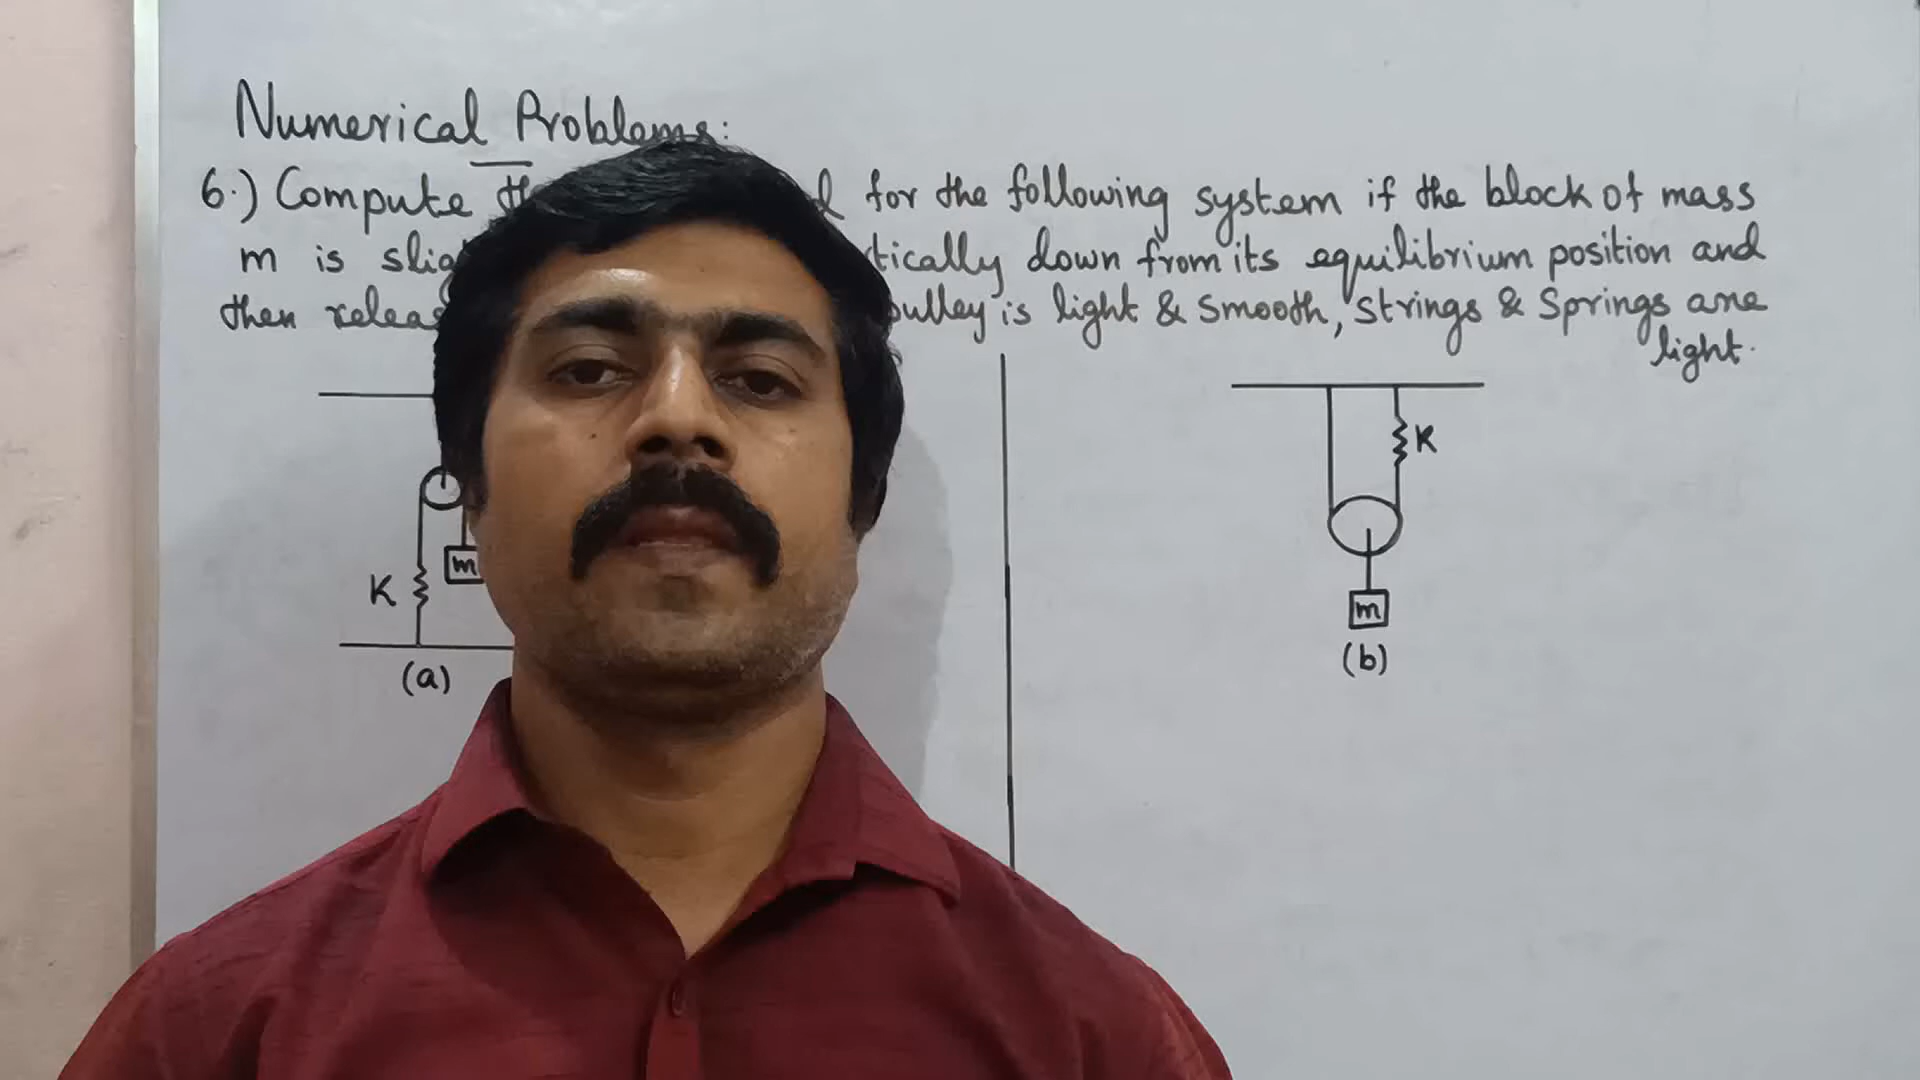 Numerical Problems:
6.) Compute the for the following system if the block of mass
m is down from its equilibrium position and
then pulley is light & smooth, strings & springs are
light.
K
K
m
m
(a)
(b)